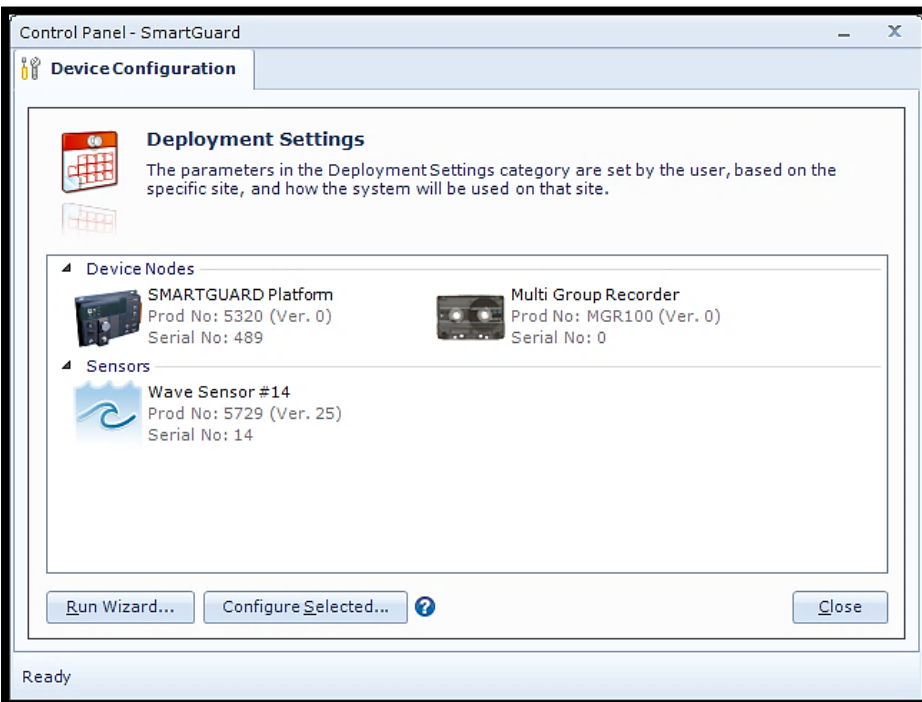 Control Panel - SmartGuard
Device Configuration
Deployment Settings
The parameters in the Deployment Settings category are set by the user, based on the
specific site, and how the system will be used on that site.
Device Nodes
SMARTGUARD Platform
Prod No: 5320 (Ver. 0)
Serial No: 489
Multi Group Recorder
Prod No: MGR100 (Ver. 0)
Serial No: 0
Sensors
Wave Sensor #14
Prod No: 5729 (Ver. 25)
Serial No: 14
Run Wizard...
Configure Selected...
?
Close
Ready